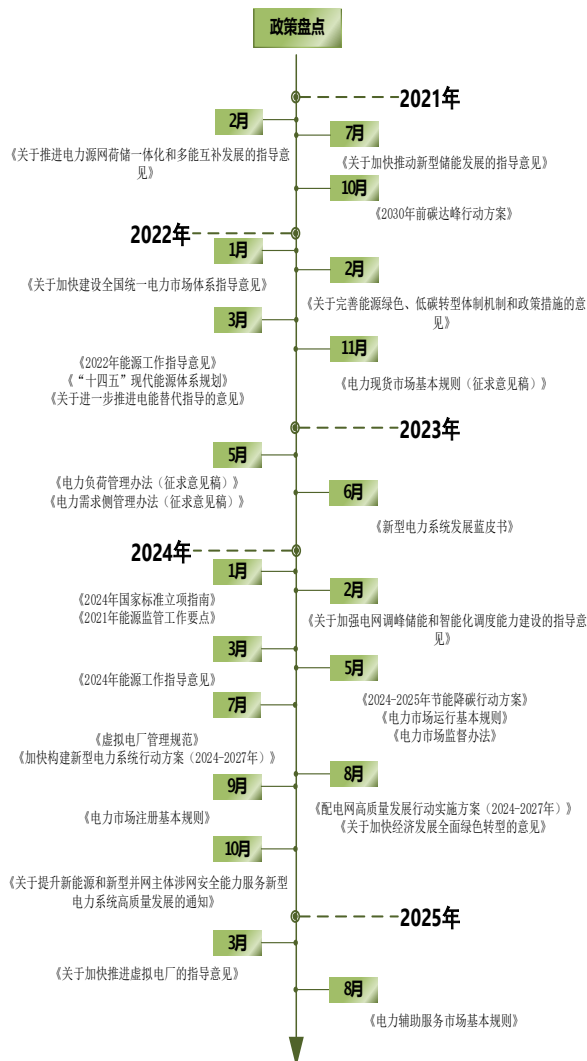 政策盘点
2021年
2月
《关于推进电力源网荷储一体化和多能互补发展的指导意
见》
7月
《关于加快推动新型储能发展的指导意见》
10月
《2030年前碳达峰行动方案》
2022年
1月
《关于加快建设全国统一电力市场体系指导意见》
2月
《关于完善能源绿色、低碳转型体制机制和政策措施的意
见》
3月
《2022年能源工作指导意见》
《“十四五”现代能源体系规划》
《关于进一步推进电能替代指导的意见》
11月
《电力现货市场基本规则（征求意见稿）》
2023年
5月
《电力负荷管理办法（征求意见稿）》
《电力需求侧管理办法（征求意见稿）》
6月
《新型电力系统发展蓝皮书》
2024年
1月
《2024年国家标准立项指南》
《2021年能源监管工作要点》
2月
《关于加强电网调峰储能和智能化调度能力建设的指导意
见》
3月
《2024年能源工作指导意见》
5月
《2024-2025年节能降碳行动方案》
《电力市场运行基本规则》
《电力市场监督办法》
7月
《虚拟电厂管理规范》
《加快构建新型电力系统行动方案（2024-2027年）》
8月
《配电网高质量发展行动实施方案（2024-2027年）》
《关于加快经济发展全面绿色转型的意见》
9月
《电力市场注册基本规则》
10月
《关于提升新能源和新型并网主体涉网安全能力服务新型
电力系统高质量发展的通知》
2025年
3月
《关于加快推进虚拟电厂的指导意见》
8月
《电力辅助服务市场基本规则》